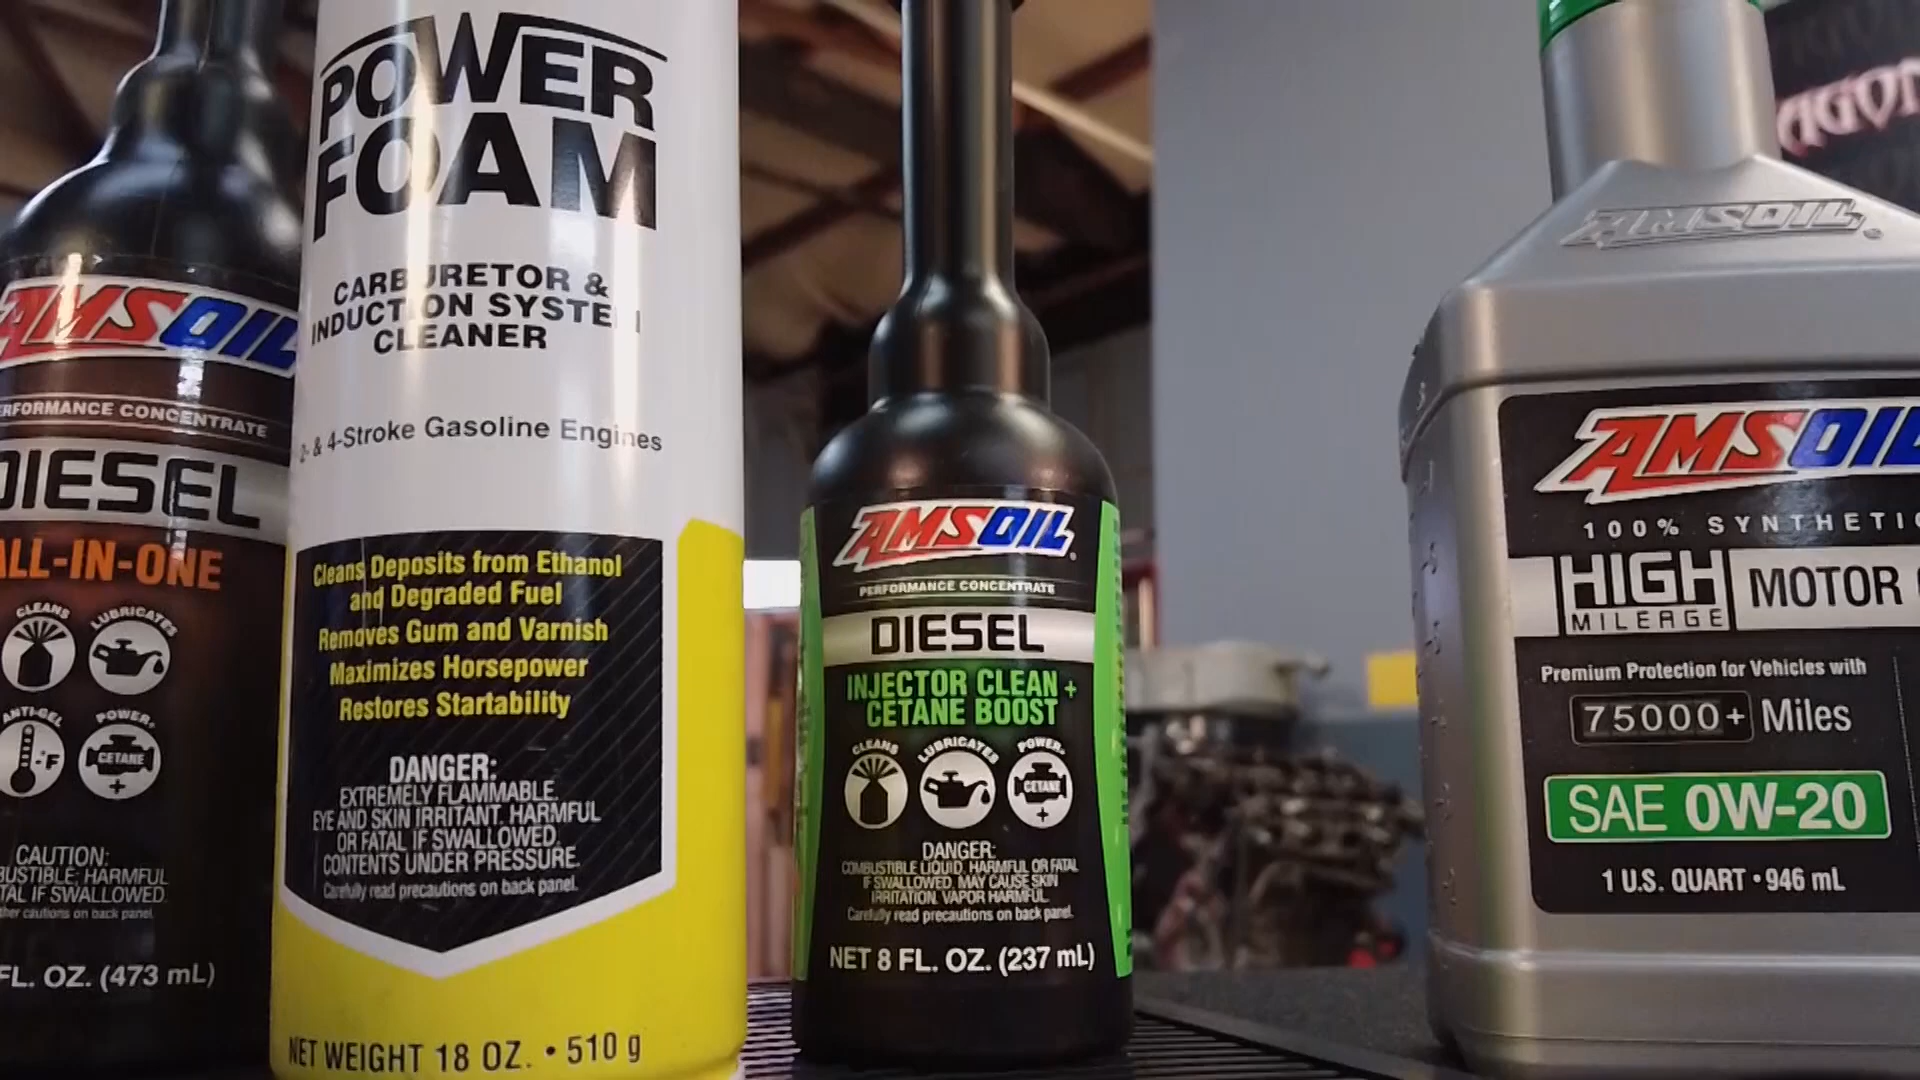 AMSOIL
PERFORMANCE CONCENTRATE
DIESEL
ALL-IN-ONE
CLEANS
LUBRICATES
ANTI-GEL
°F
POWER+
CETANE
+
CAUTION:
HARMFUL
IF SWALLOWED.
cautions on back panel.
FL. OZ. (473 mL)
POWER
FOAM
CARBURETOR &
INDUCTION SYSTEM
CLEANER
2- & 4-Stroke Gasoline Engines
Cleans Deposits from Ethanol
and Degraded Fuel
Removes Gum and Varnish
Maximizes Horsepower
Restores Startability
DANGER:
EXTREMELY FLAMMABLE.
EYE AND SKIN IRRITANT. HARMFUL
OR FATAL IF SWALLOWED.
CONTENTS UNDER PRESSURE.
Carefully read precautions on back panel.
NET WEIGHT 18 OZ. • 510 g
AMSOIL
PERFORMANCE CONCENTRATE
DIESEL
INJECTOR CLEAN +
CETANE BOOST
CLEANS
LUBRICATES
POWER+
CETANE
+
DANGER:
COMBUSTIBLE LIQUID. HARMFUL OR FATAL
IF SWALLOWED. MAY CAUSE SKIN
IRRITATION. VAPOR HARMFUL.
Carefully read precautions on back panel.
NET 8 FL. OZ. (237 mL)
AMSOIL
AMSOIL
100% SYNTHETIC
HIGH
MILEAGE
MOTOR
Premium Protection for Vehicles with
75000+ Miles
SAE 0W-20
1 U.S. QUART • 946 mL